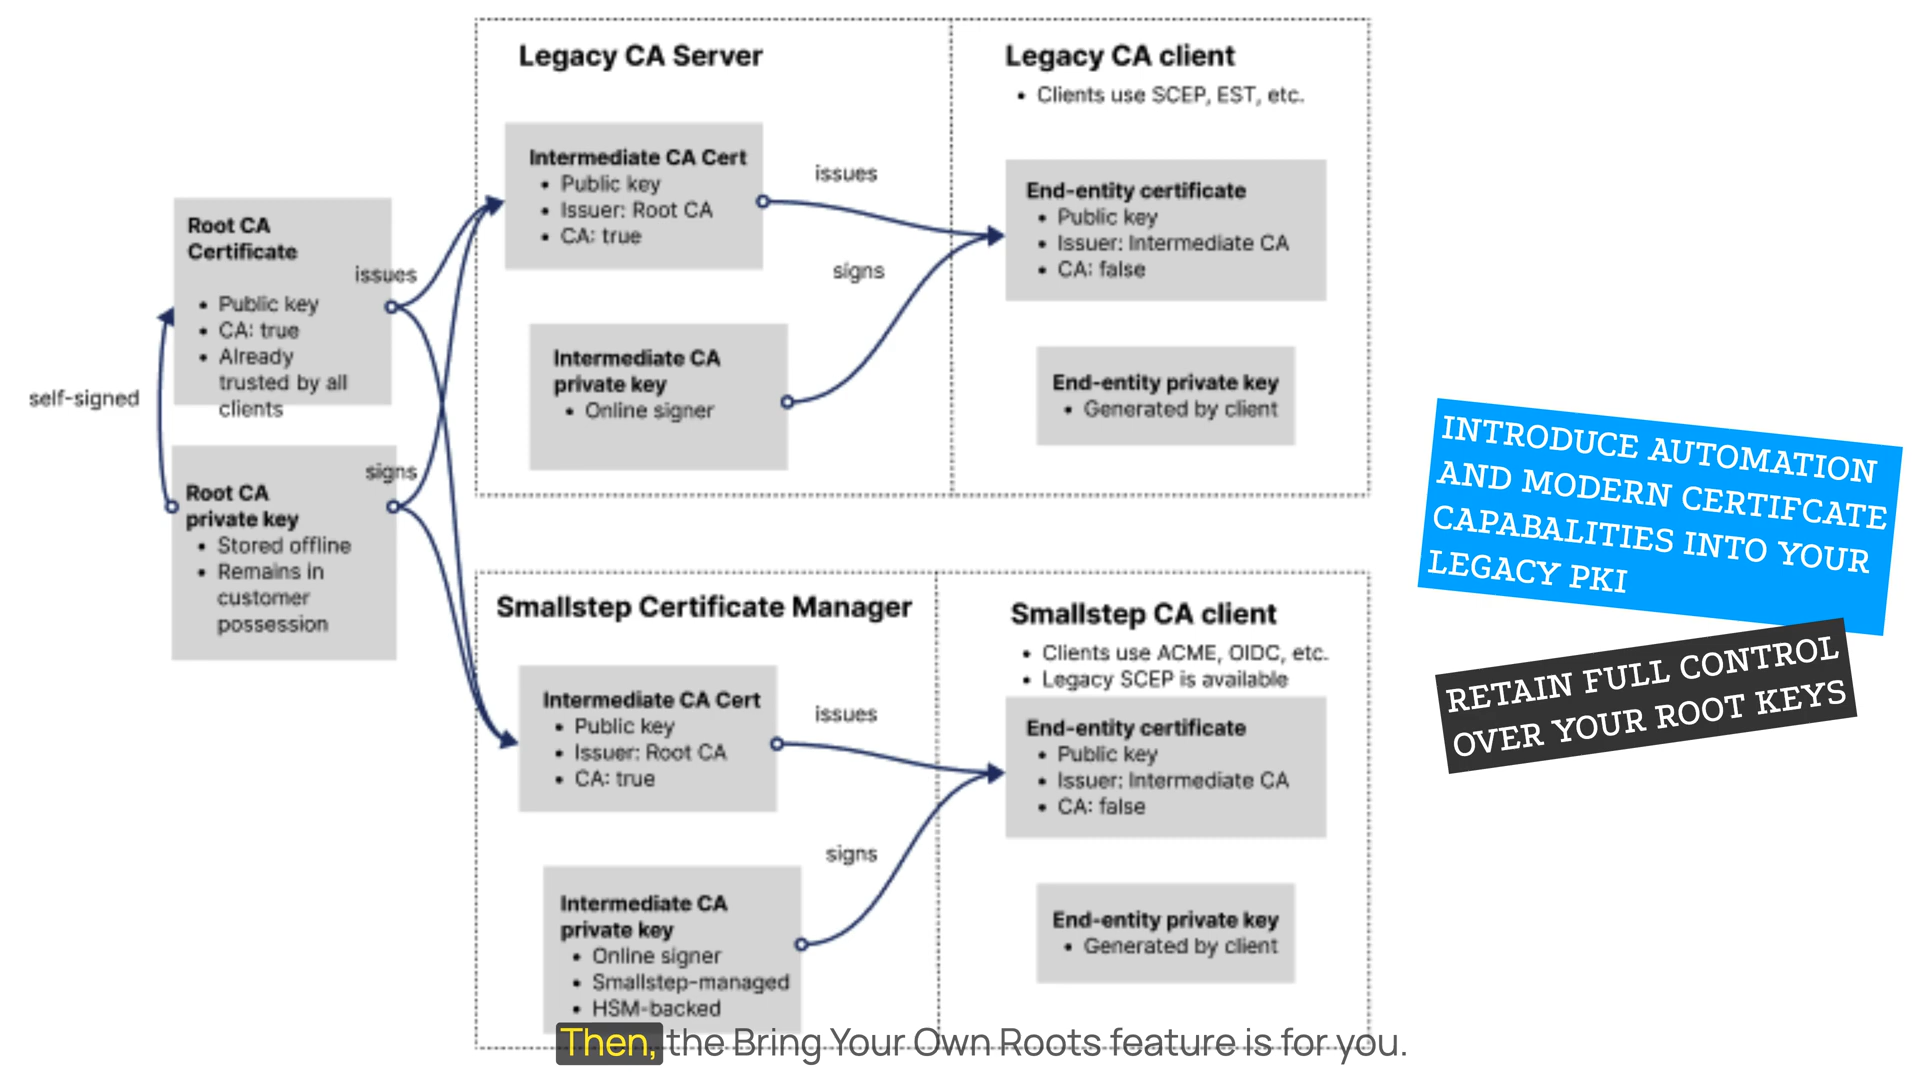 Legacy CA Server
Legacy CA client
• Clients use SCEP, EST, etc.
Intermediate CA Cert
• Public key
• Issuer: Root CA
• CA: true
issues
End-entity certificate
• Public key
• Issuer: Intermediate CA
• CA: false
signs
Root CA
Certificate
• Public key
• CA: true
• Already
trusted by all
clients
issues
Intermediate CA
private key
• Online signer
End-entity private key
• Generated by client
self-signed
Root CA
private key
• Stored offline
• Remains in
customer
possession
signs
Smallstep Certificate Manager
Smallstep CA client
• Clients use ACME, OIDC, etc.
• Legacy SCEP is available
Intermediate CA Cert
• Public key
• Issuer: Root CA
• CA: true
issues
End-entity certificate
• Public key
• Issuer: Intermediate CA
• CA: false
signs
Intermediate CA
private key
• Online signer
• Smallstep-managed
• HSM-backed
End-entity private key
• Generated by client
INTRODUCE AUTOMATION
AND MODERN CERTIFCATE
CAPABALITIES INTO YOUR
LEGACY PKI
RETAIN FULL CONTROL
OVER YOUR ROOT KEYS
Then, the Bring Your Own Roots feature is for you.